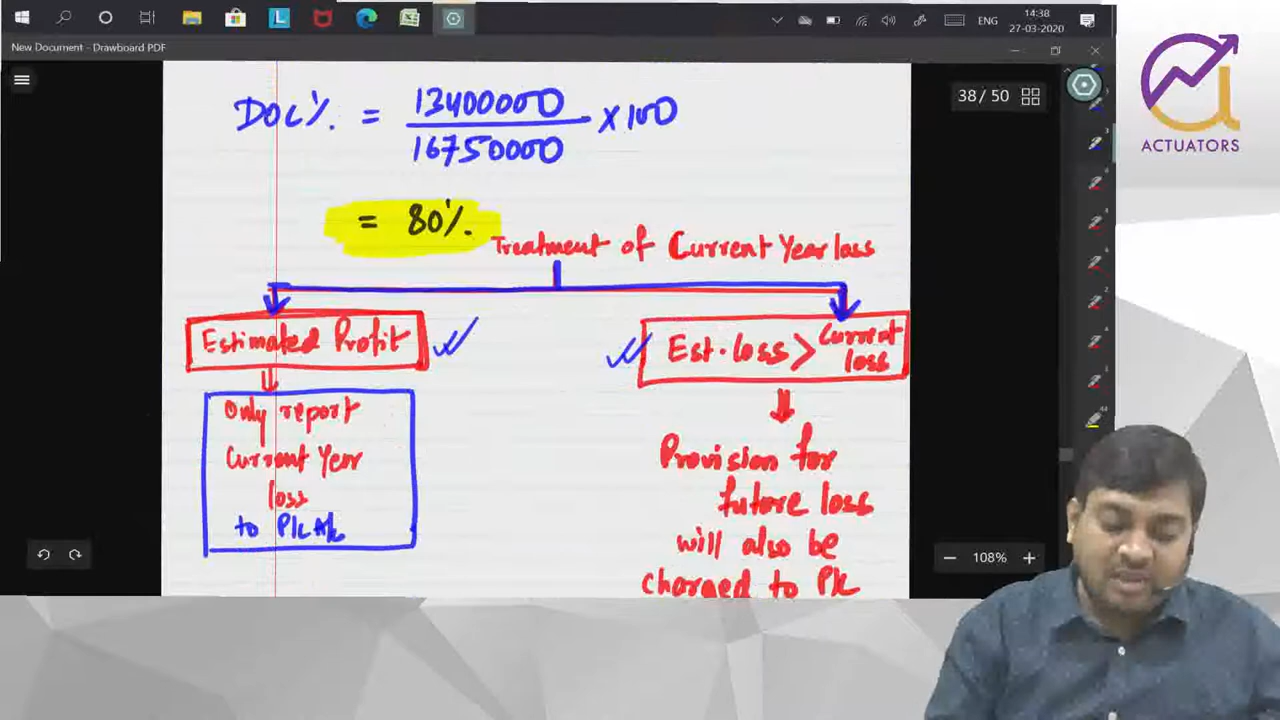 14:38
ENG
27-03-2020
New Document - Drawboard PDF
38 / 50
ACTUATORS
DOC% = 13400000 / 16750000 × 100
= 80%.
Treatment of Current Year loss
Estimated Profit
Est. loss > Current loss
Only report
Current Year
loss
to P/L A/c
Provision for
future loss
will also be
charged to P/L
108%